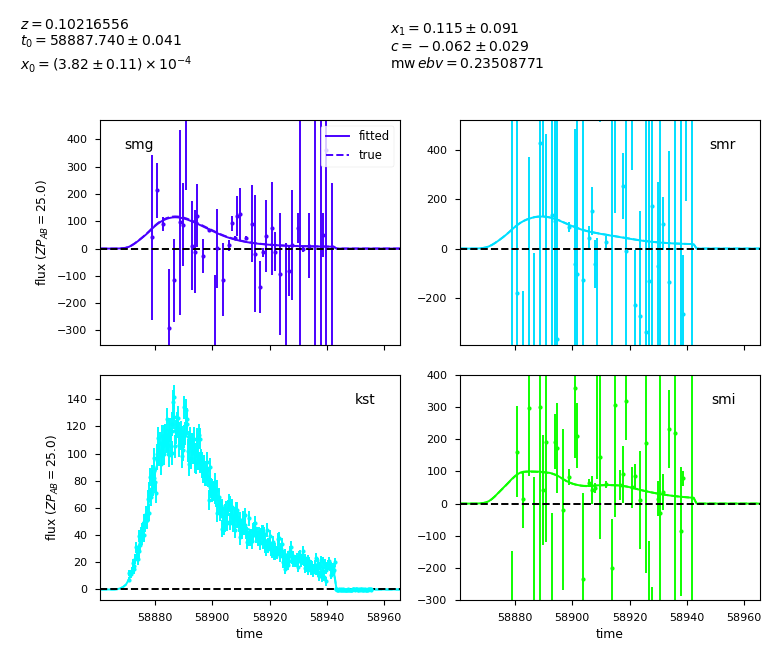 z = 0.10216556
t₀ = 58887.740 ± 0.041
x₀ = (3.82 ± 0.11) × 10⁻⁴
x₁ = 0.115 ± 0.091
c = −0.062 ± 0.029
mw ebv = 0.23508771
smg
fitted
true
400
300
200
100
0
−100
−200
−300
flux (ZP_AB = 25.0)
smr
400
200
0
−200
kst
140
120
100
80
60
40
20
0
flux (ZP_AB = 25.0)
58880 58900 58920 58940 58960
time
smi
400
300
200
100
0
−100
−200
−300
58880 58900 58920 58940 58960
time